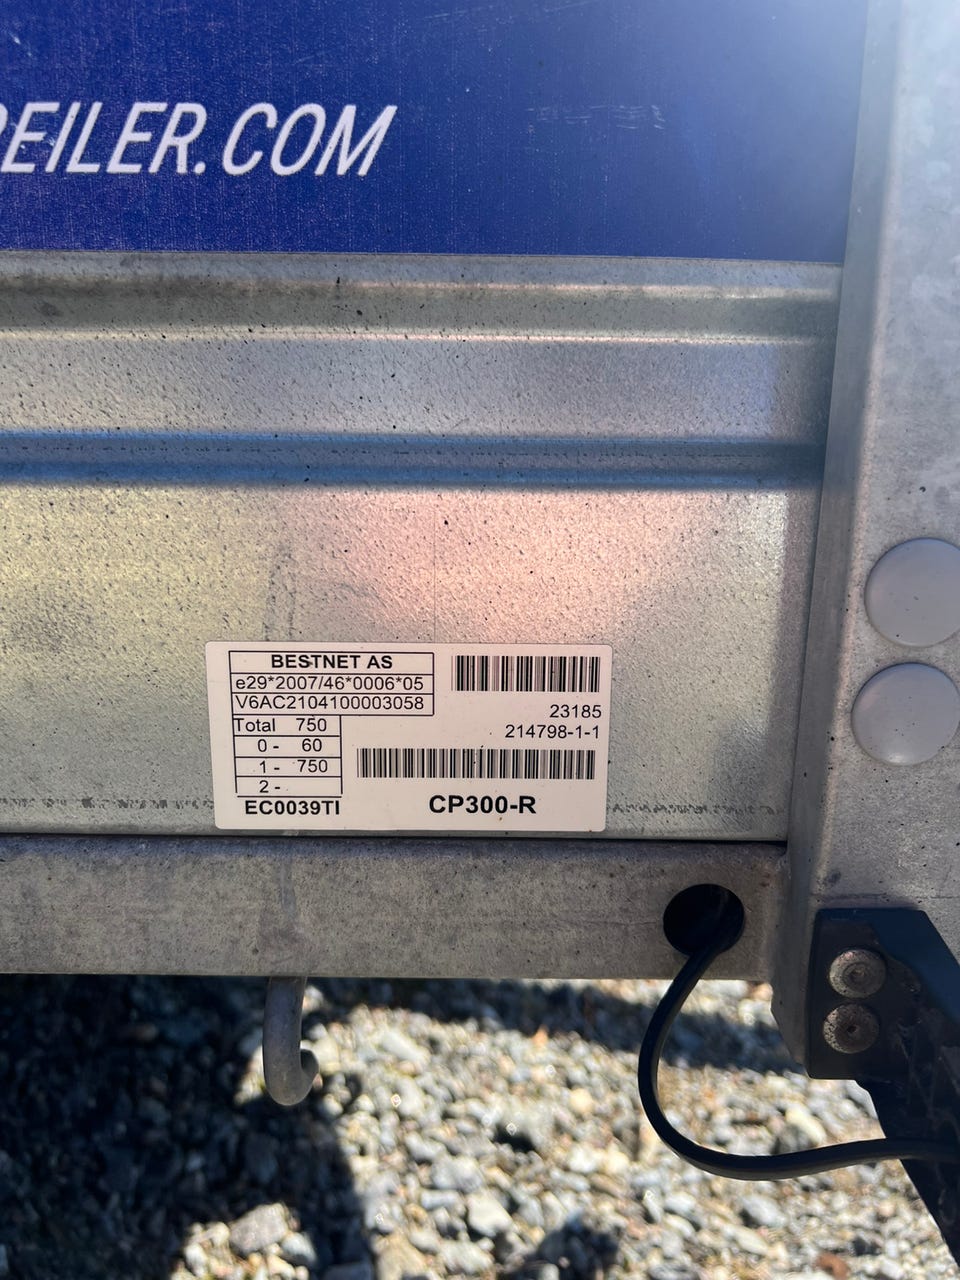 EILER.COM
BESTNET AS
e29*2007/46*0006*05
V6AC2104100003058
Total 750
0 - 60
1 - 750
2 -
EC0039TI
23185
214798-1-1
CP300-R